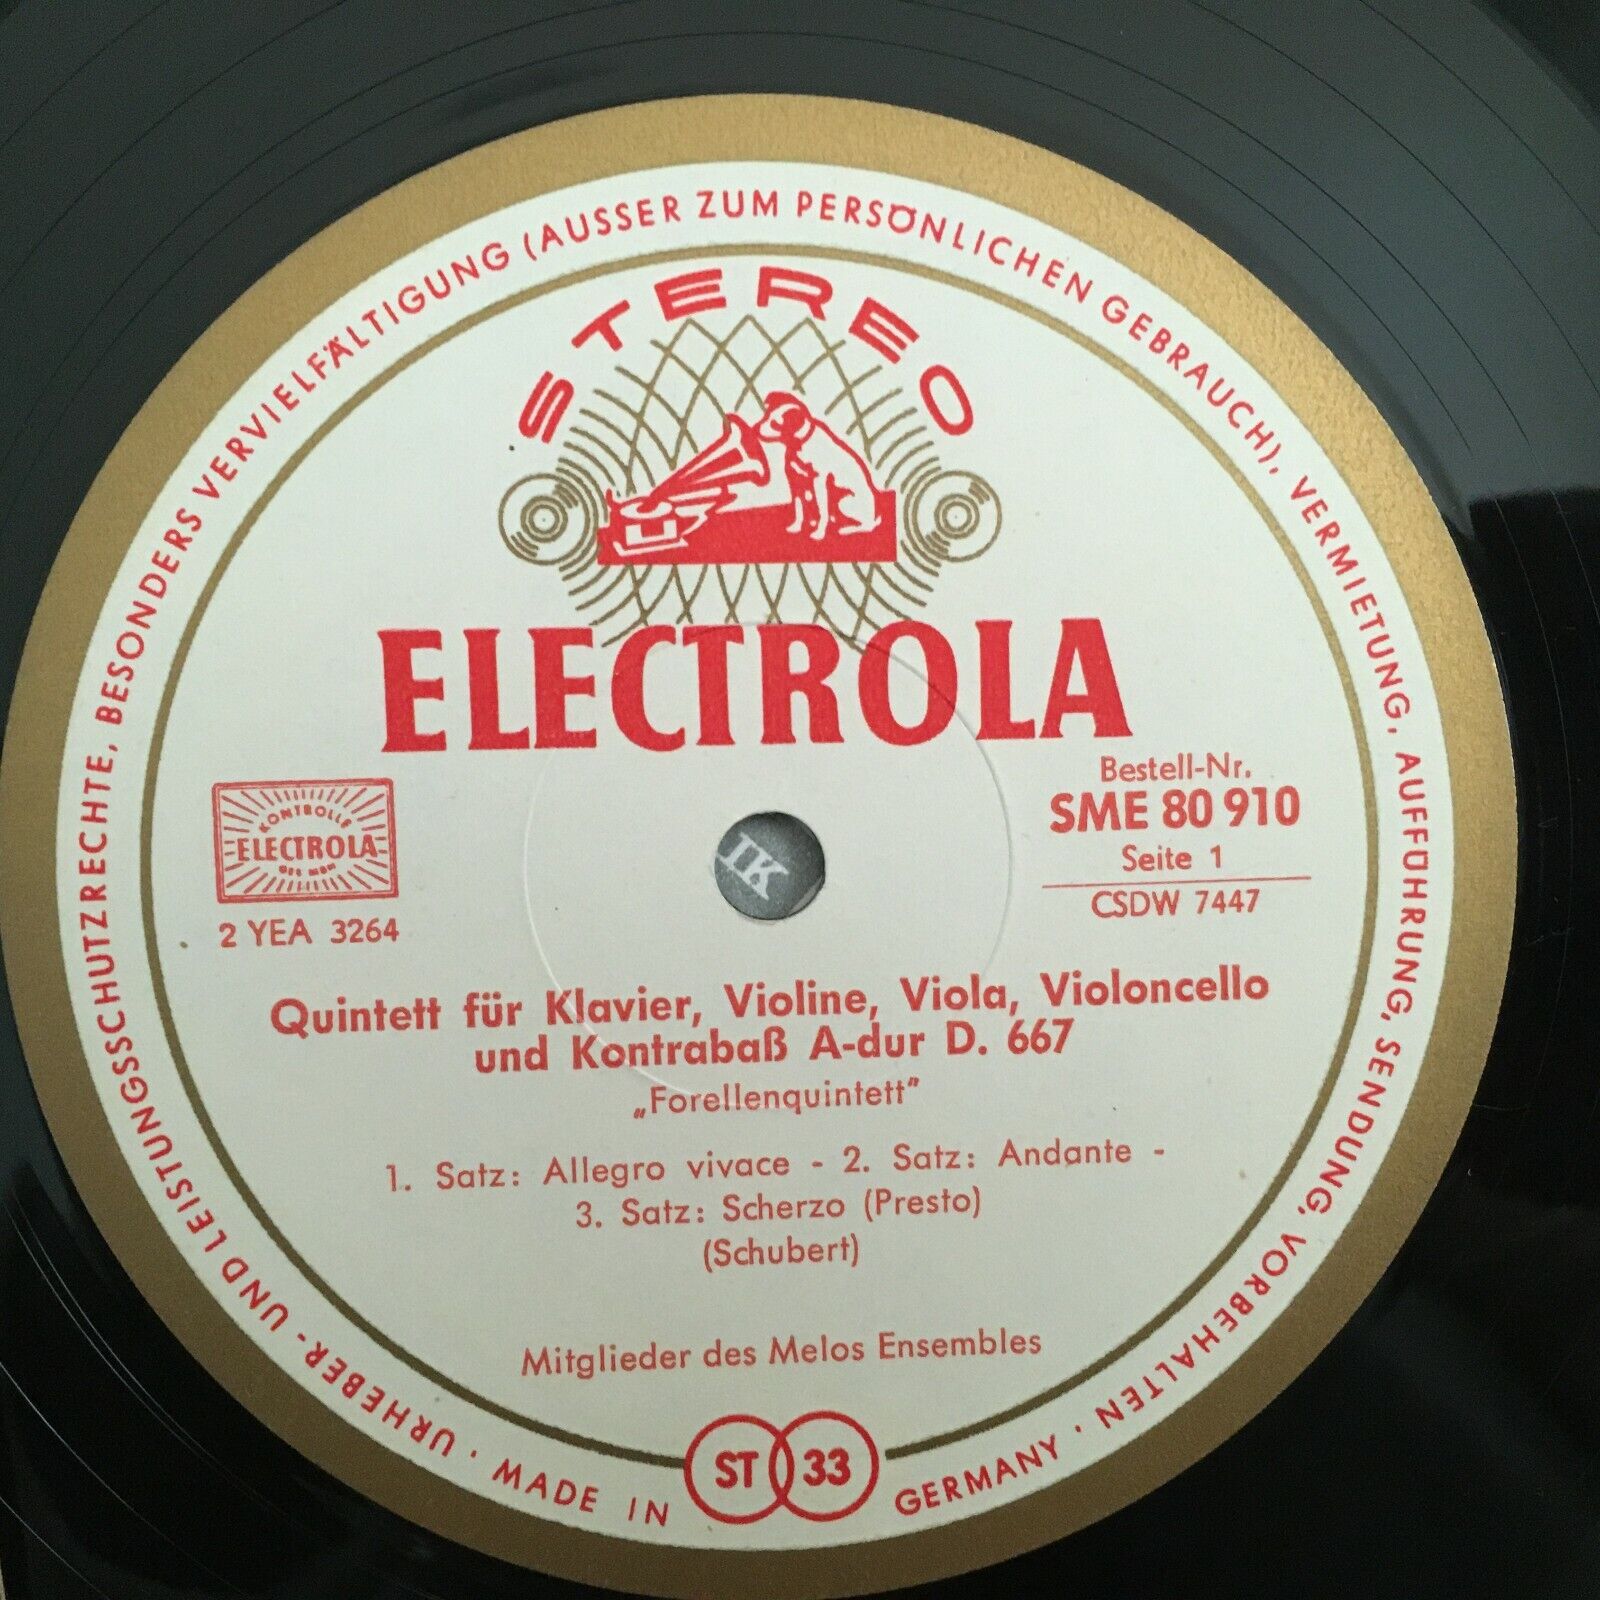 URHEBER- UND LEISTUNGSSCHUTZRECHTE, BESONDERS VERVIELFÄLTIGUNG (AUSSER ZUM PERSÖNLICHEN GEBRAUCH), VERMIETUNG, AUFFÜHRUNG, SENDUNG, VORBEHALTEN · MADE IN GERMANY ·
STEREO
ELECTROLA
Bestell-Nr.
SME 80 910
Seite 1
CSDW 7447
KONTROLLE
ELECTROLA
2 YEA 3264
Quintett für Klavier, Violine, Viola, Violoncello
und Kontrabaß A-dur D. 667
„Forellenquintett"
1. Satz: Allegro vivace - 2. Satz: Andante -
3. Satz: Scherzo (Presto)
(Schubert)
Mitglieder des Melos Ensembles
ST 33